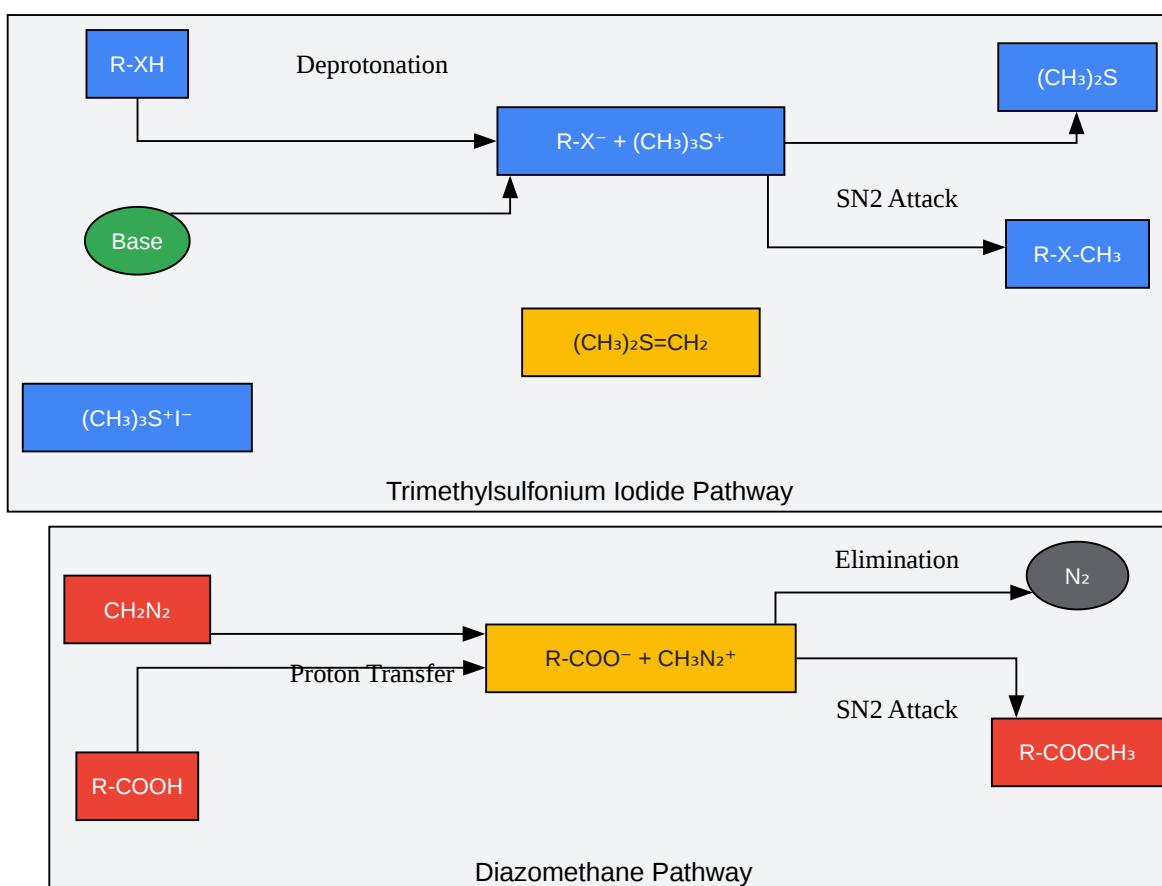 R-XH
Deprotonation
(CH₃)₂S
R-X⁻ + (CH₃)₃S⁺
SN2 Attack
Base
R-X-CH₃
(CH₃)₂S=CH₂
(CH₃)₃S⁺I⁻
Trimethylsulfonium Iodide Pathway
Elimination
N₂
CH₂N₂
R-COO⁻ + CH₃N₂⁺
Proton Transfer
SN2 Attack
R-COOH
R-COOCH₃
Diazomethane Pathway